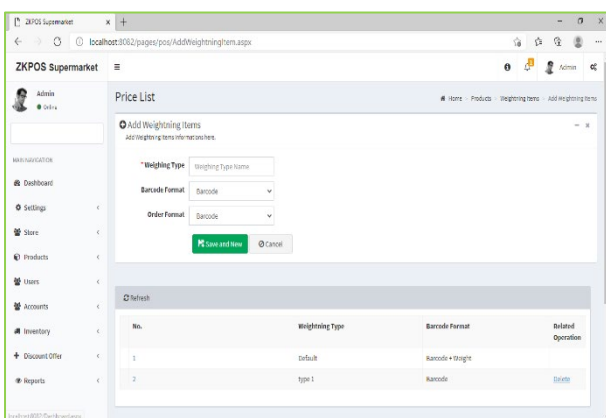 ZKPOS Supermarket
localhost:8082/pages/pos/AddWeightningItem.aspx
ZKPOS Supermarket
Admin
Admin
Online
Price List
Home - Products - Weightning Items - Add Weightning Items
Add Weightning Items
Add Weightning Items Informations here.
MAIN NAVIGATION
*Weighing Type Weighing Type Name
Barcode Format Barcode
Order Format Barcode
Save and New Cancel
Dashboard
Settings
Store
Products
Users
Accounts
Inventory
Discount Offer
Reports
Refresh
No. Weightning Type Barcode Format Related Operation
1 Default Barcode + Weight
2 type 1 Barcode Delete